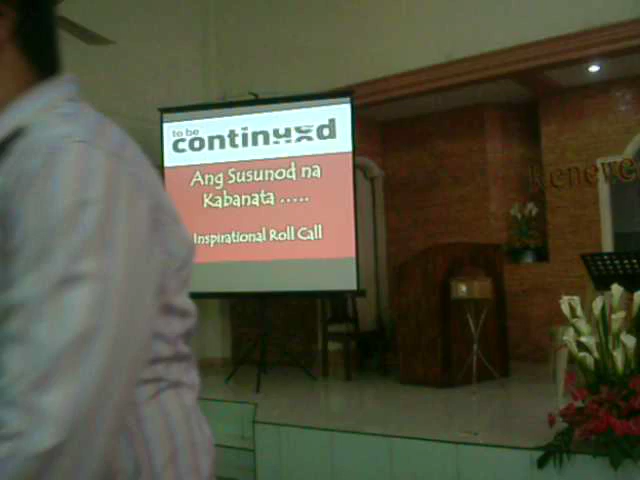 to be
continued
Ang Susunod na
Kabanata .....
Inspirational Roll Call